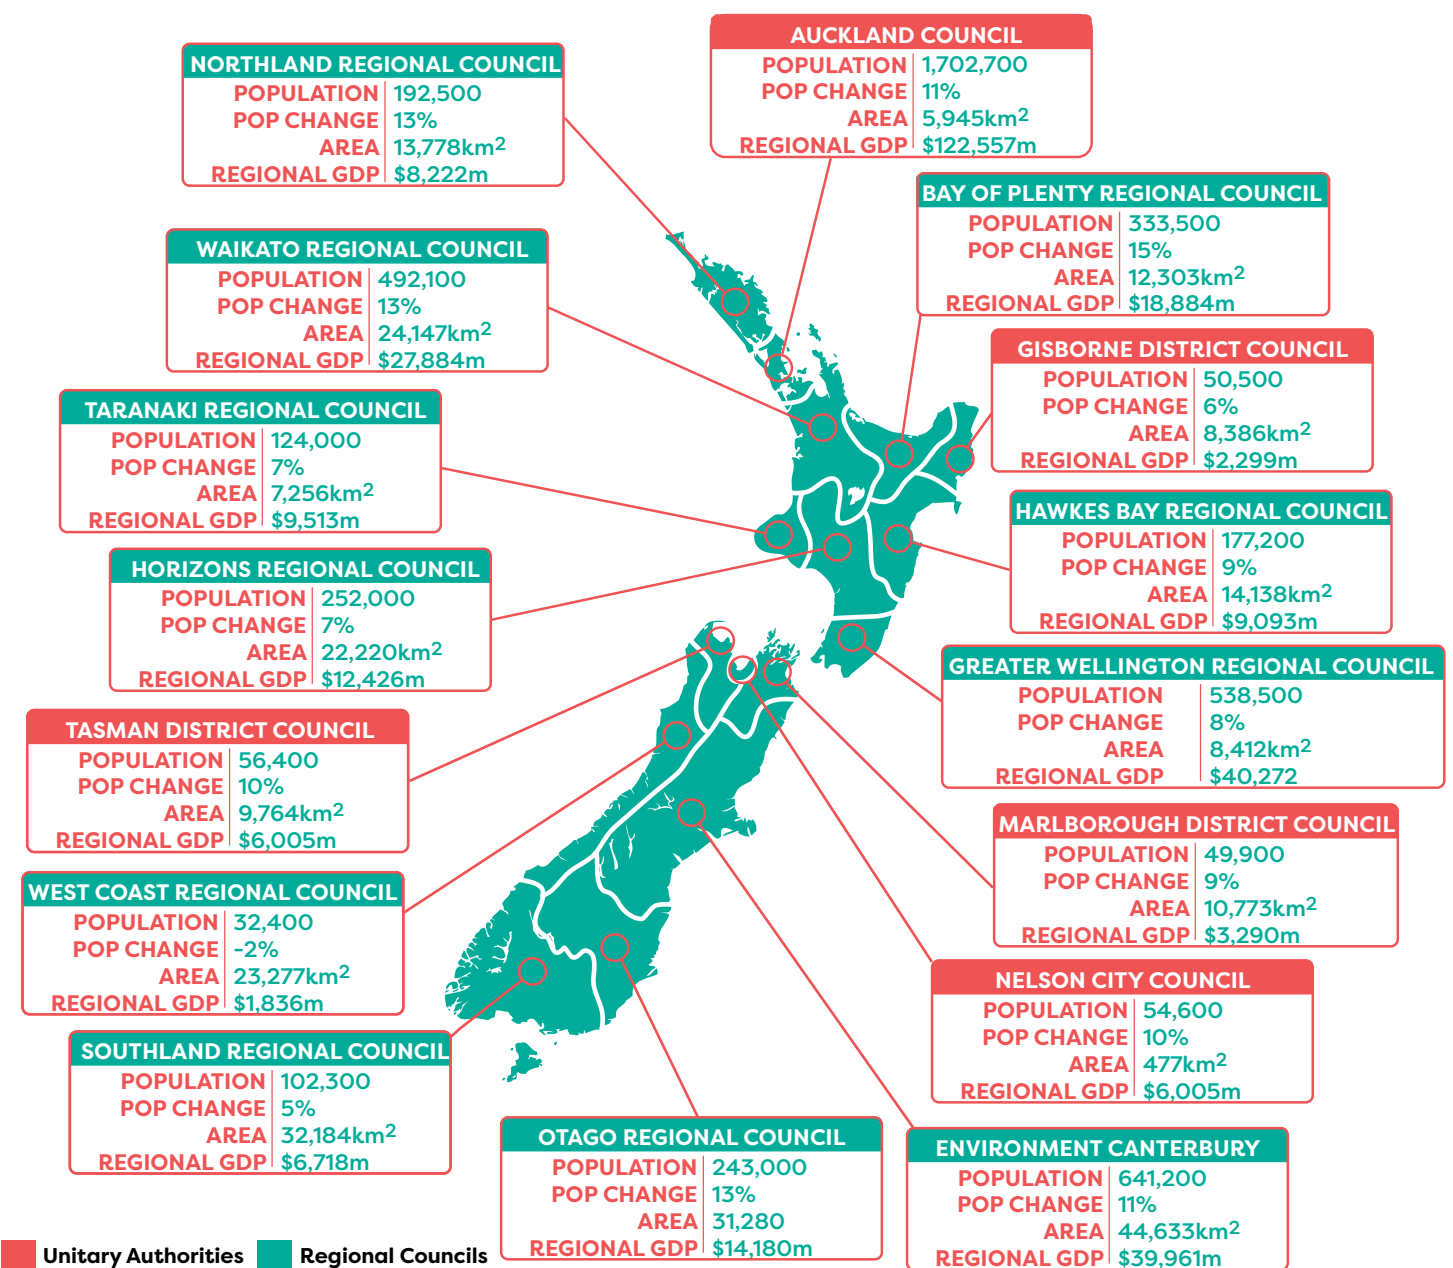 NORTHLAND REGIONAL COUNCIL
POPULATION 192,500
POP CHANGE 13%
AREA 13,778km²
REGIONAL GDP $8,222m
AUCKLAND COUNCIL
POPULATION 1,702,700
POP CHANGE 11%
AREA 5,945km²
REGIONAL GDP $122,557m
BAY OF PLENTY REGIONAL COUNCIL
POPULATION 333,500
POP CHANGE 15%
AREA 12,303km²
REGIONAL GDP $18,884m
WAIKATO REGIONAL COUNCIL
POPULATION 492,100
POP CHANGE 13%
AREA 24,147km²
REGIONAL GDP $27,884m
GISBORNE DISTRICT COUNCIL
POPULATION 50,500
POP CHANGE 6%
AREA 8,386km²
REGIONAL GDP $2,299m
TARANAKI REGIONAL COUNCIL
POPULATION 124,000
POP CHANGE 7%
AREA 7,256km²
REGIONAL GDP $9,513m
HAWKES BAY REGIONAL COUNCIL
POPULATION 177,200
POP CHANGE 9%
AREA 14,138km²
REGIONAL GDP $9,093m
HORIZONS REGIONAL COUNCIL
POPULATION 252,000
POP CHANGE 7%
AREA 22,220km²
REGIONAL GDP $12,426m
GREATER WELLINGTON REGIONAL COUNCIL
POPULATION 538,500
POP CHANGE 8%
AREA 8,412km²
REGIONAL GDP $40,272
TASMAN DISTRICT COUNCIL
POPULATION 56,400
POP CHANGE 10%
AREA 9,764km²
REGIONAL GDP $6,005m
MARLBOROUGH DISTRICT COUNCIL
POPULATION 49,900
POP CHANGE 9%
AREA 10,773km²
REGIONAL GDP $3,290m
WEST COAST REGIONAL COUNCIL
POPULATION 32,400
POP CHANGE -2%
AREA 23,277km²
REGIONAL GDP $1,836m
NELSON CITY COUNCIL
POPULATION 54,600
POP CHANGE 10%
AREA 477km²
REGIONAL GDP $6,005m
SOUTHLAND REGIONAL COUNCIL
POPULATION 102,300
POP CHANGE 5%
AREA 32,184km²
REGIONAL GDP $6,718m
OTAGO REGIONAL COUNCIL
POPULATION 243,000
POP CHANGE 13%
AREA 31,280
REGIONAL GDP $14,180m
ENVIRONMENT CANTERBURY
POPULATION 641,200
POP CHANGE 11%
AREA 44,633km²
REGIONAL GDP $39,961m
Unitary Authorities
Regional Councils